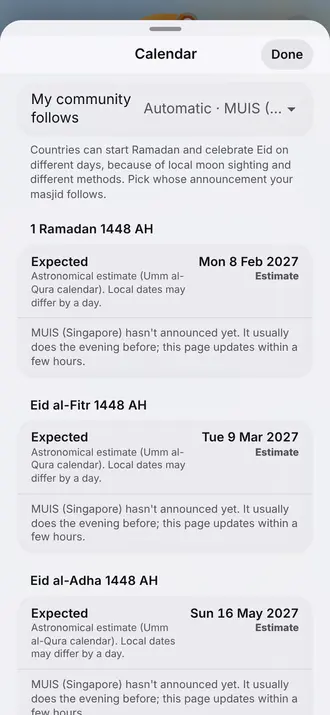 Calendar
Done
My community
follows
Automatic · MUIS (...
Countries can start Ramadan and celebrate Eid on
different days, because of local moon sighting and
different methods. Pick whose announcement your
masjid follows.
1 Ramadan 1448 AH
Expected
Mon 8 Feb 2027
Astronomical estimate (Umm al-
Qura calendar). Local dates may
differ by a day.
Estimate
MUIS (Singapore) hasn't announced yet. It usually
does the evening before; this page updates within a
few hours.
Eid al-Fitr 1448 AH
Expected
Tue 9 Mar 2027
Astronomical estimate (Umm al-
Qura calendar). Local dates may
differ by a day.
Estimate
MUIS (Singapore) hasn't announced yet. It usually
does the evening before; this page updates within a
few hours.
Eid al-Adha 1448 AH
Expected
Sun 16 May 2027
Astronomical estimate (Umm
al-Qura calendar). Local dates
may differ by a day.
Estimate
MUIS (Singapore) hasn't announced yet. It usually
does the evening before; this page updates within a
few hours.